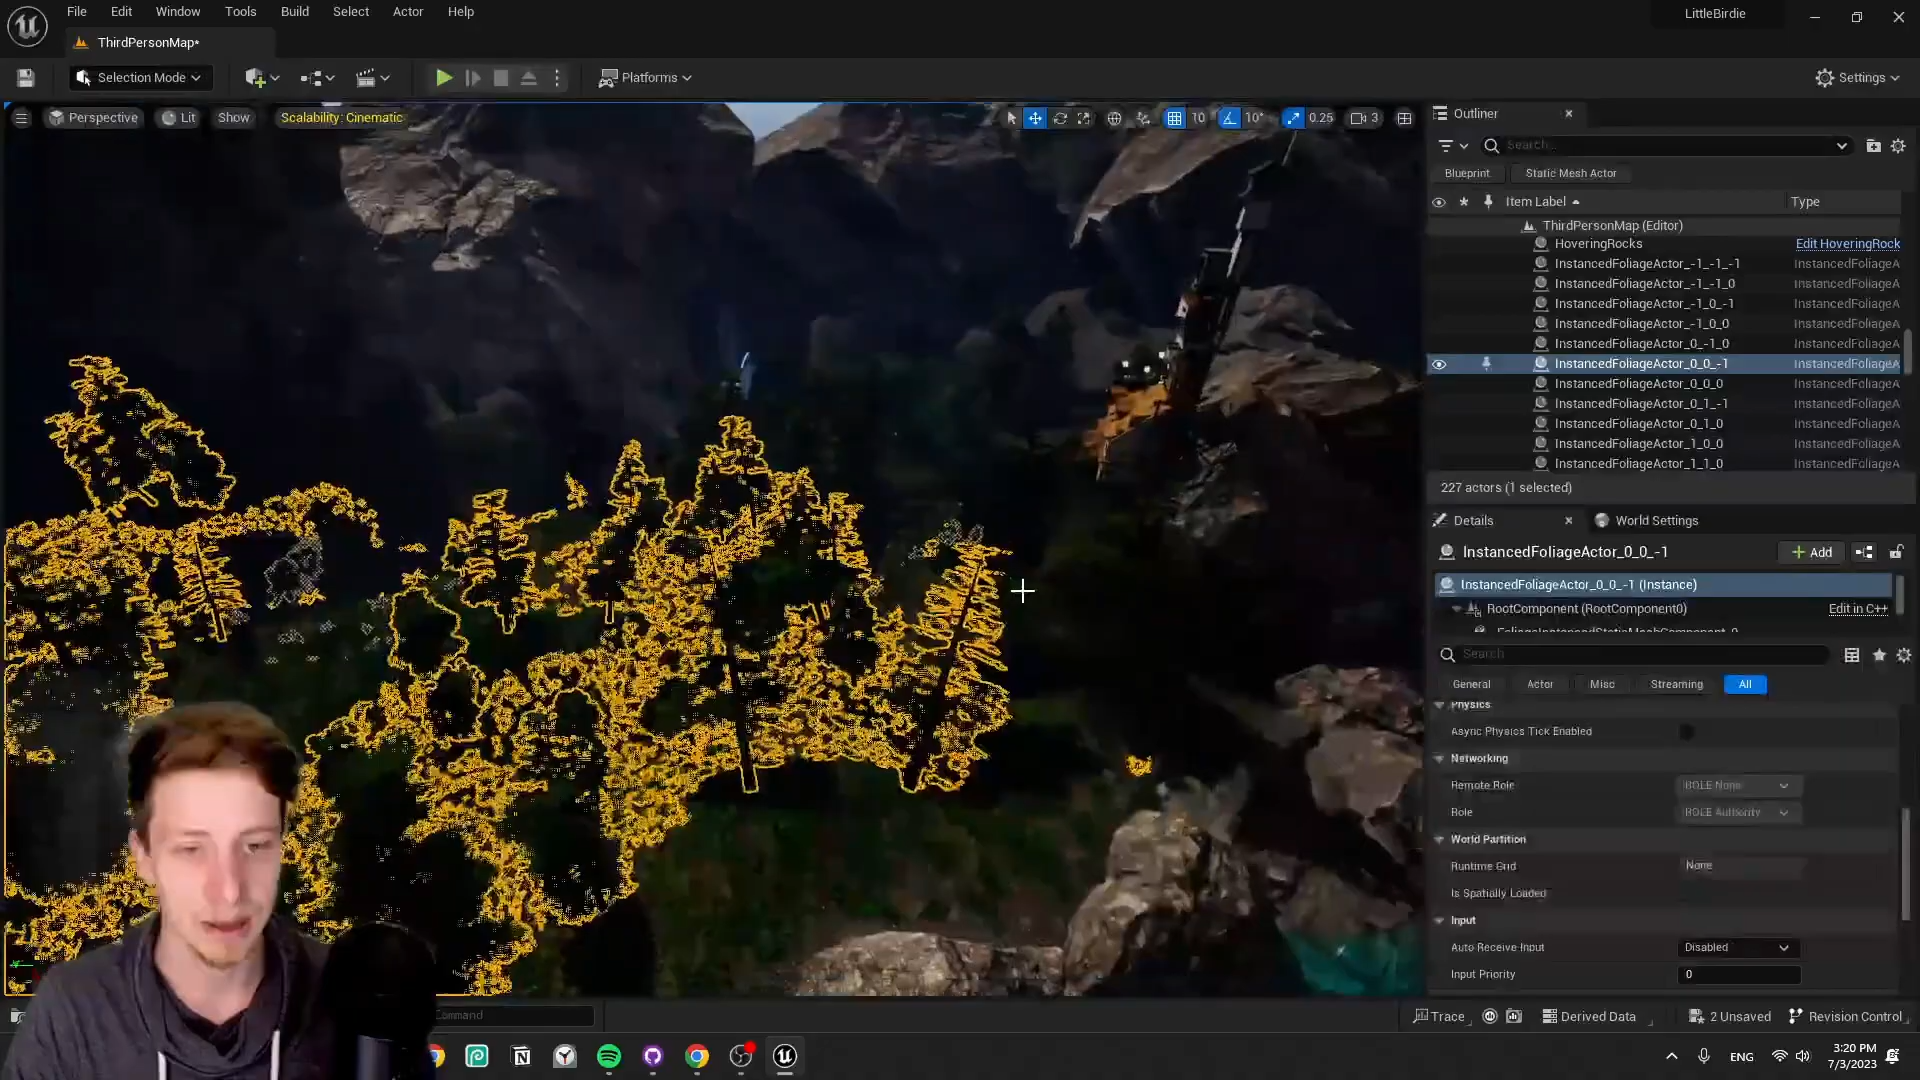 File Edit Window Tools Build Select Actor Help
LittleBirdie
ThirdPersonMap*
Selection Mode
Platforms
Settings
Perspective Lit Show Scalability: Cinematic
10 10° 0.25 3
Outliner
Search...
Blueprint Static Mesh Actor
Item Label Type
ThirdPersonMap (Editor)
HoveringRocks Edit HoveringRock
InstancedFoliageActor_-1_-1_-1 InstancedFoliageA
InstancedFoliageActor_-1_-1_0 InstancedFoliageA
InstancedFoliageActor_-1_0_-1 InstancedFoliageA
InstancedFoliageActor_-1_0_0 InstancedFoliageA
InstancedFoliageActor_0_-1_0 InstancedFoliageA
InstancedFoliageActor_0_0_-1 InstancedFoliageA
InstancedFoliageActor_0_0_0 InstancedFoliageA
InstancedFoliageActor_0_1_-1 InstancedFoliageA
InstancedFoliageActor_0_1_0 InstancedFoliageA
InstancedFoliageActor_1_0_0 InstancedFoliageA
InstancedFoliageActor_1_1_0 InstancedFoliageA
227 actors (1 selected)
Details World Settings
InstancedFoliageActor_0_0_-1 Add
InstancedFoliageActor_0_0_-1 (Instance)
RootComponent (RootComponent0) Edit in C++
FoliageInstancedStaticMeshComponent_0
Search
General Actor Misc Streaming All
Physics
Async Physics Tick Enabled
Networking
Remote Role ROLE None
Role ROLE Authority
World Partition
Runtime Grid None
Is Spatially Loaded
Input
Auto Receive Input Disabled
Input Priority 0
Command
Trace Derived Data 2 Unsaved Revision Control
ENG
3:20 PM
7/3/2023